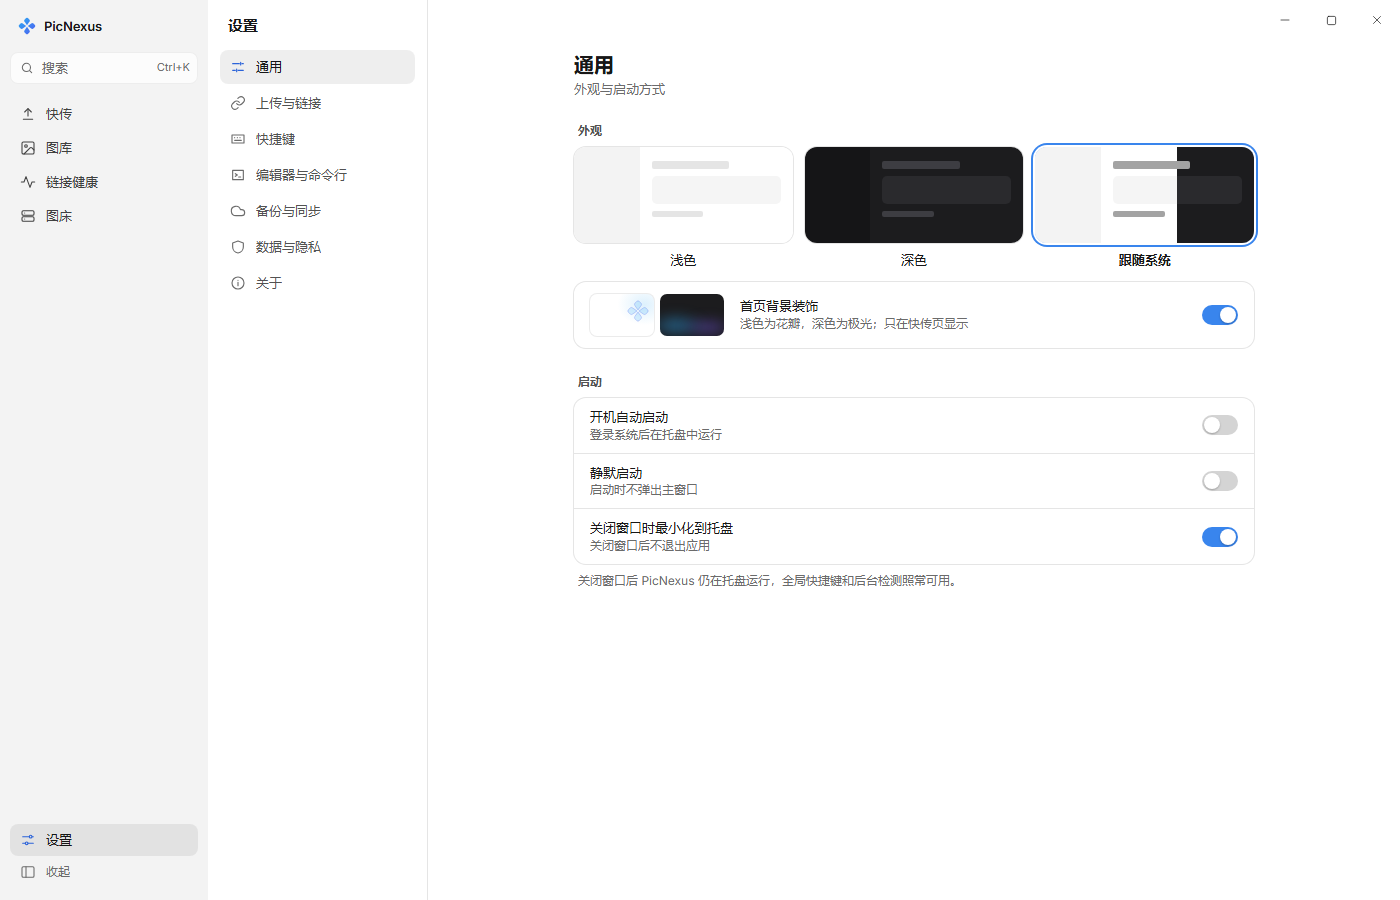 PicNexus
搜索 Ctrl+K
快传
图库
链接健康
图床
设置
收起
设置
通用
上传与链接
快捷键
编辑器与命令行
备份与同步
数据与隐私
关于
通用
外观与启动方式
外观
浅色
深色
跟随系统
首页背景装饰
浅色为花瓣，深色为极光；只在快传页显示
启动
开机自动启动
登录系统后在托盘中运行
静默启动
启动时不弹出主窗口
关闭窗口时最小化到托盘
关闭窗口后不退出应用
关闭窗口后 PicNexus 仍在托盘运行，全局快捷键和后台检测照常可用。